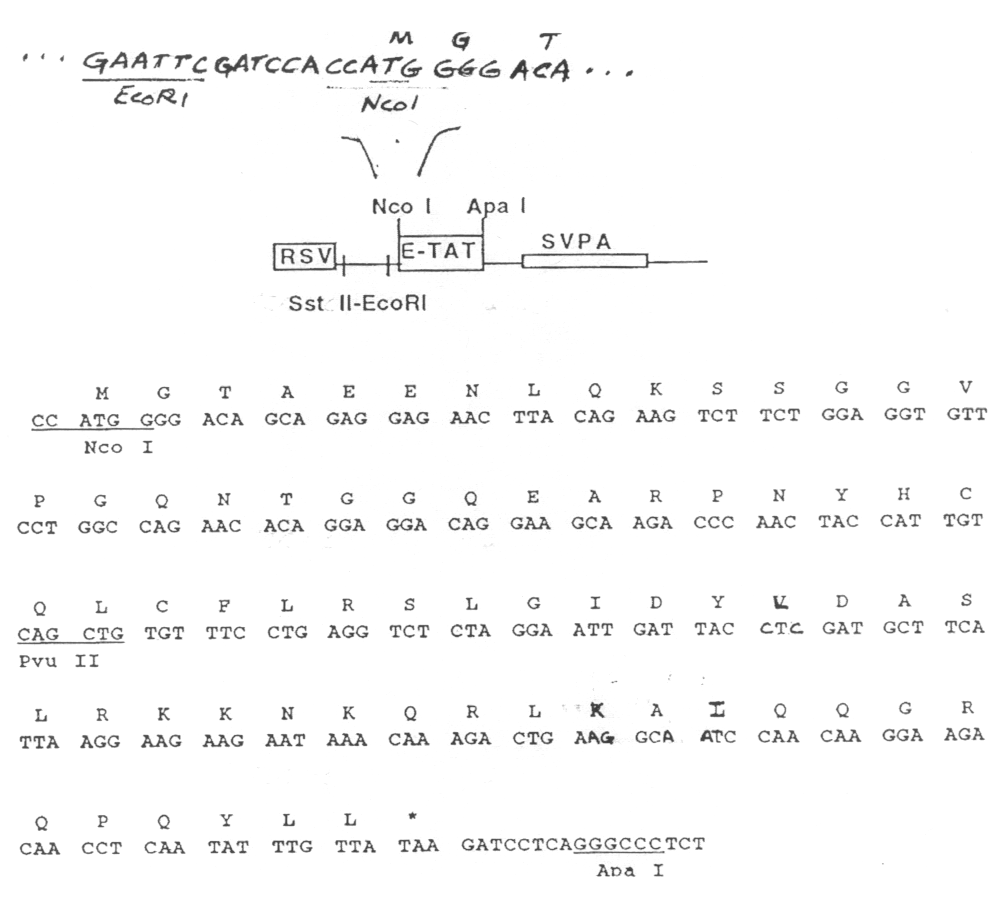 M G T
... GAATTCGATCCACCATGGGGACA ...
EcoRI NcoI
Nco I Apa I
RSV E-TAT SVPA
Sst II-EcoRI
M G T A E E N L Q K S S G G V
CC ATG GGG ACA GCA GAG GAG AAC TTA CAG AAG TCT TCT GGA GGT GTT
Nco I
P G Q N T G G Q E A R P N Y H C
CCT GGC CAG AAC ACA GGA GGA CAG GAA GCA AGA CCC AAC TAC CAT TGT
Q L C F L R S L G I D Y L D A S
CAG CTG TGT TTC CTG AGG TCT CTA GGA ATT GAT TAC CTC GAT GCT TCA
Pvu II
L R K K N K Q R L K A I Q Q G R
TTA AGG AAG AAG AAT AAA CAA AGA CTG AAG GCA ATC CAA CAA GGA AGA
Q P Q Y L L *
CAA CCT CAA TAT TTG TTA TAA GATCCTCAGGGCCCTCT
Apa I